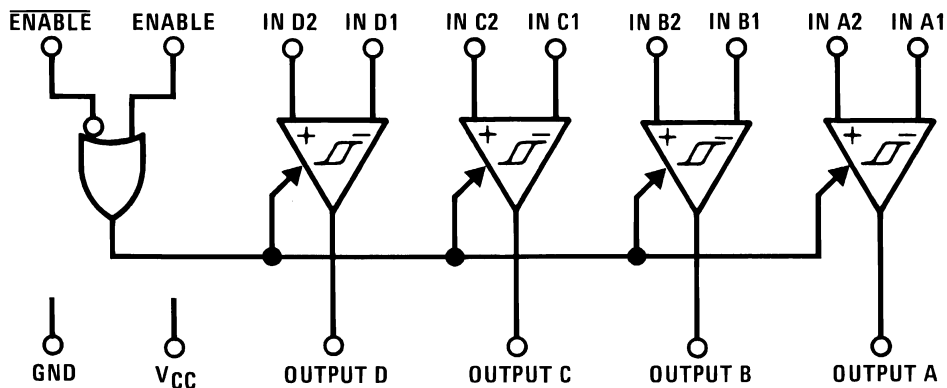 E̅N̅A̅B̅L̅E̅ ENABLE IN D2 IN D1 IN C2 IN C1 IN B2 IN B1 IN A2 IN A1
+ − + − + − + −
GND VCC OUTPUT D OUTPUT C OUTPUT B OUTPUT A